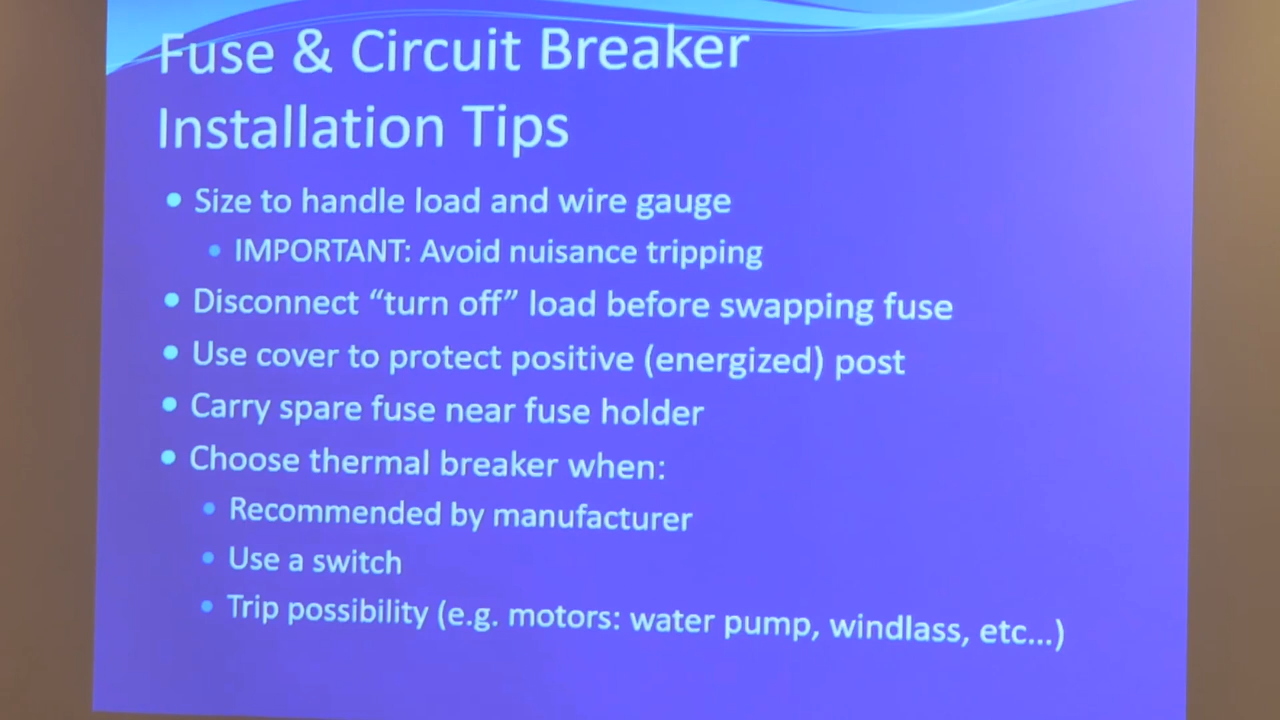 Fuse & Circuit Breaker
Installation Tips
• Size to handle load and wire gauge
• IMPORTANT: Avoid nuisance tripping
• Disconnect “turn off” load before swapping fuse
• Use cover to protect positive (energized) post
• Carry spare fuse near fuse holder
• Choose thermal breaker when:
• Recommended by manufacturer
• Use a switch
• Trip possibility (e.g. motors: water pump, windlass, etc...)